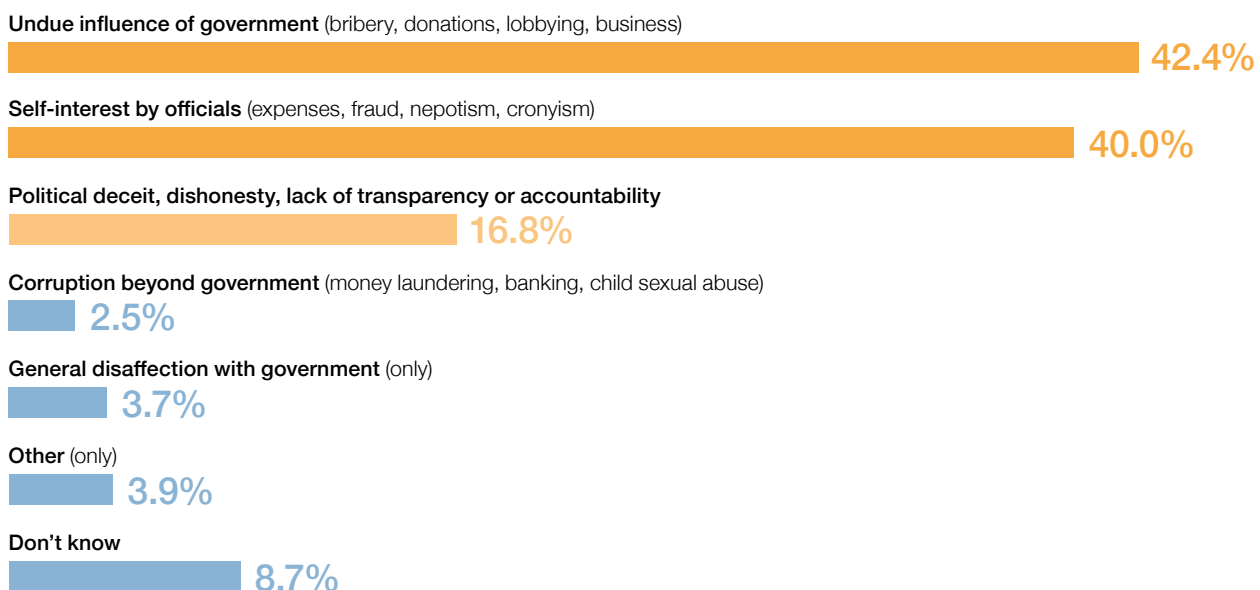 Undue influence of government (bribery, donations, lobbying, business)
42.4%
Self-interest by officials (expenses, fraud, nepotism, cronyism)
40.0%
Political deceit, dishonesty, lack of transparency or accountability
16.8%
Corruption beyond government (money laundering, banking, child sexual abuse)
2.5%
General disaffection with government (only)
3.7%
Other (only)
3.9%
Don’t know
8.7%